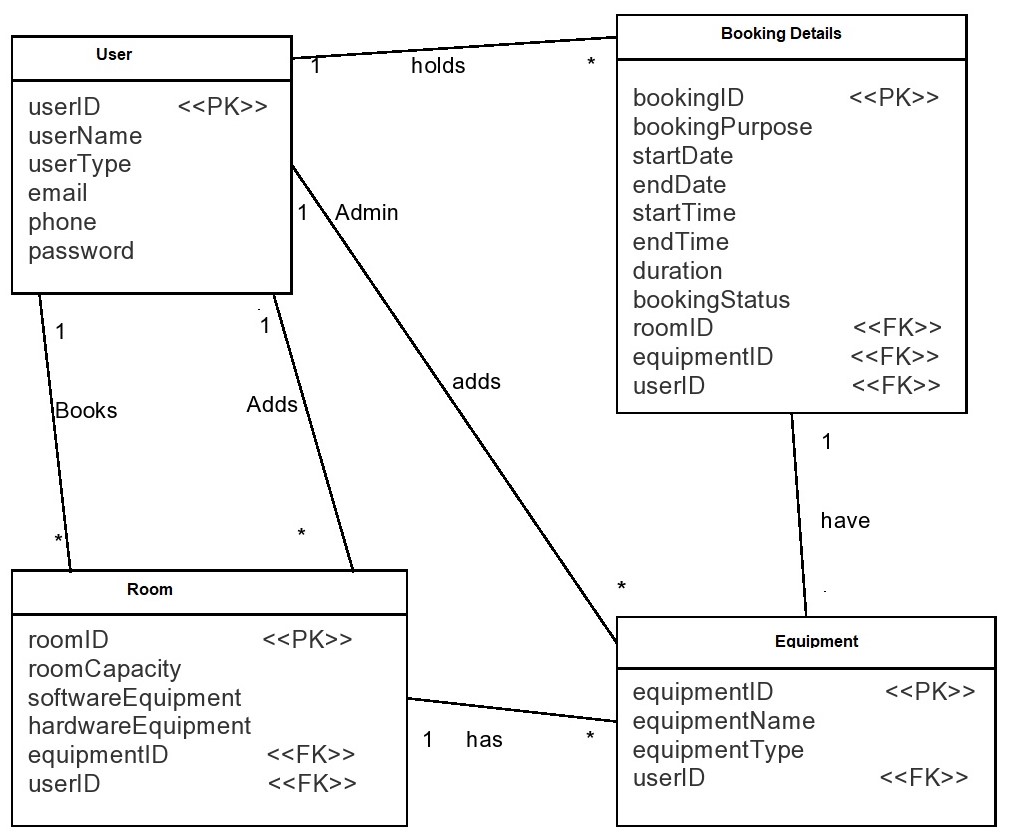 User
userID <<PK>>
userName
userType
email
phone
password
Booking Details
bookingID <<PK>>
bookingPurpose
startDate
endDate
startTime
endTime
duration
bookingStatus
roomID <<FK>>
equipmentID <<FK>>
userID <<FK>>
1 holds *
1 Admin
adds
*
1
Books
*
1
Adds
*
1
have
Room
roomID <<PK>>
roomCapacity
softwareEquipment
hardwareEquipment
equipmentID <<FK>>
userID <<FK>>
1 has *
Equipment
equipmentID <<PK>>
equipmentName
equipmentType
userID <<FK>>